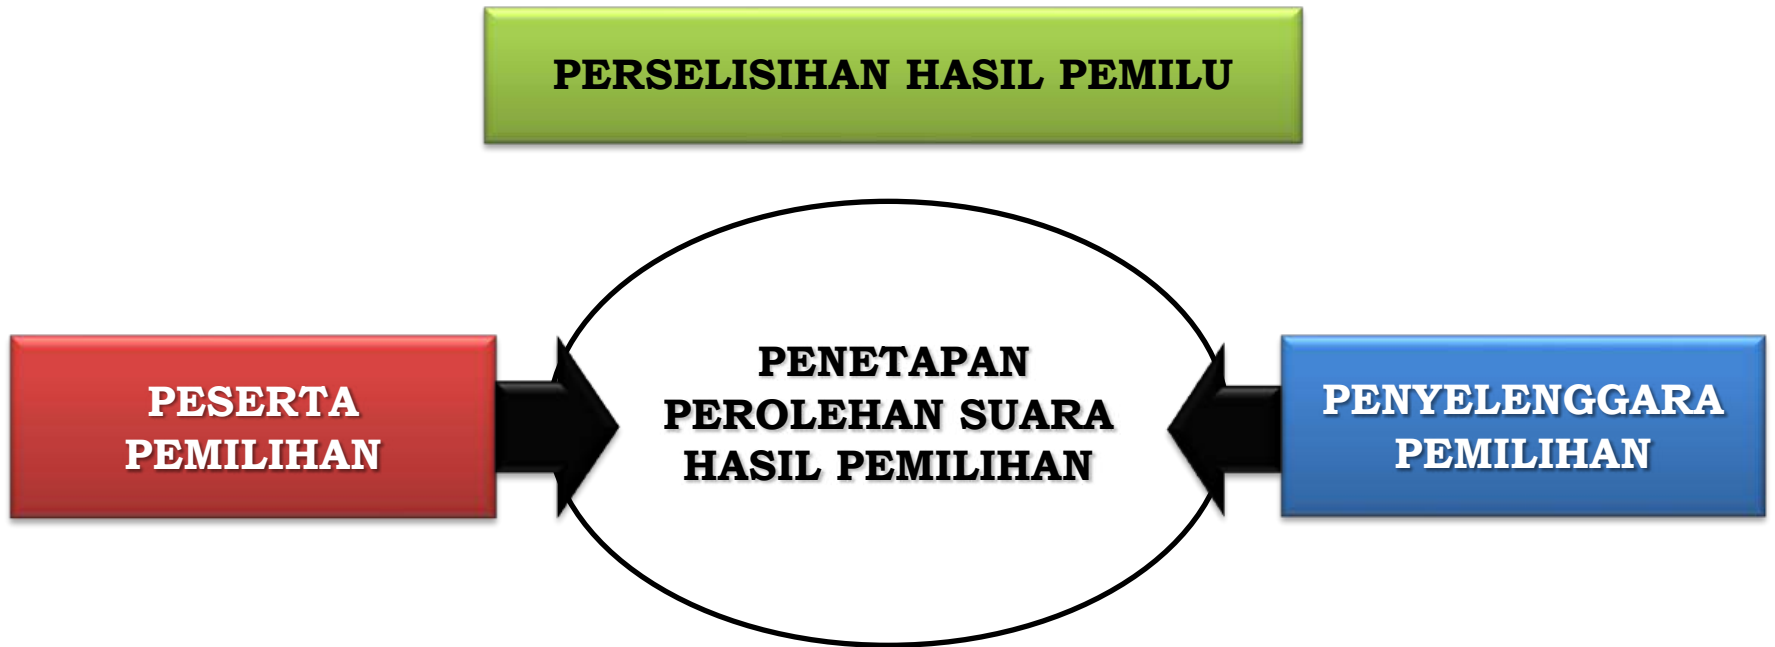 PERSELISIHAN HASIL PEMILU
PESERTA
PEMILIHAN
PENETAPAN
PEROLEHAN SUARA
HASIL PEMILIHAN
PENYELENGGARA
PEMILIHAN